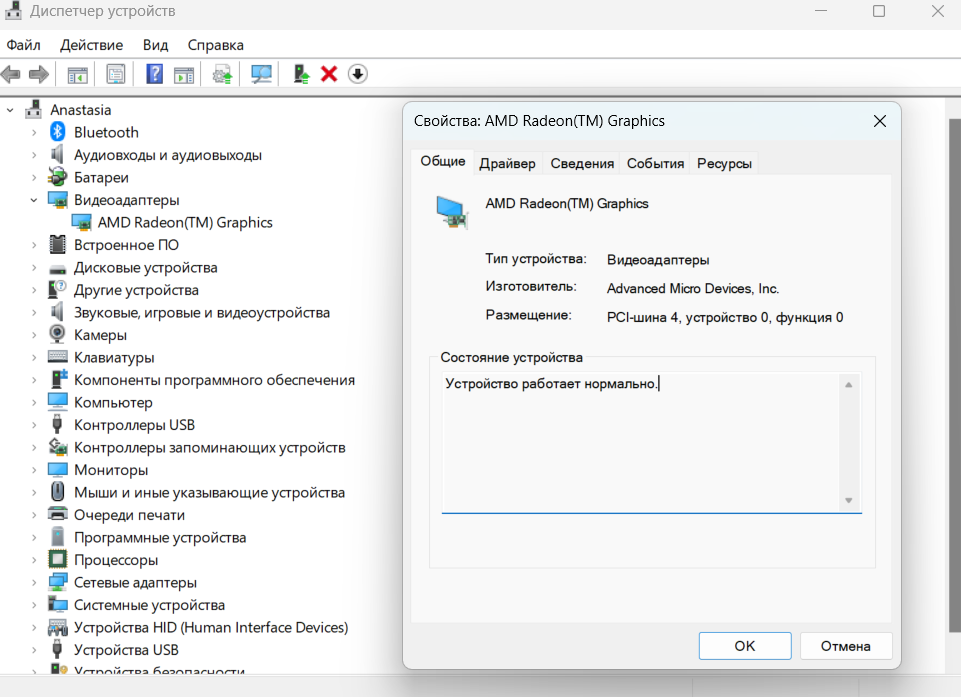 Диспетчер устройств
Файл Действие Вид Справка
Anastasia
Bluetooth
Аудиовходы и аудиовыходы
Батареи
Видеоадаптеры
AMD Radeon(TM) Graphics
Встроенное ПО
Дисковые устройства
Другие устройства
Звуковые, игровые и видеоустройства
Камеры
Клавиатуры
Компоненты программного обеспечения
Компьютер
Контроллеры USB
Контроллеры запоминающих устройств
Мониторы
Мыши и иные указывающие устройства
Очереди печати
Программные устройства
Процессоры
Сетевые адаптеры
Системные устройства
Устройства HID (Human Interface Devices)
Устройства USB
Устройства безопасности
Свойства: AMD Radeon(TM) Graphics
Общие Драйвер Сведения События Ресурсы
AMD Radeon(TM) Graphics
Тип устройства: Видеоадаптеры
Изготовитель: Advanced Micro Devices, Inc.
Размещение: PCI-шина 4, устройство 0, функция 0
Состояние устройства
Устройство работает нормально.
OK Отмена